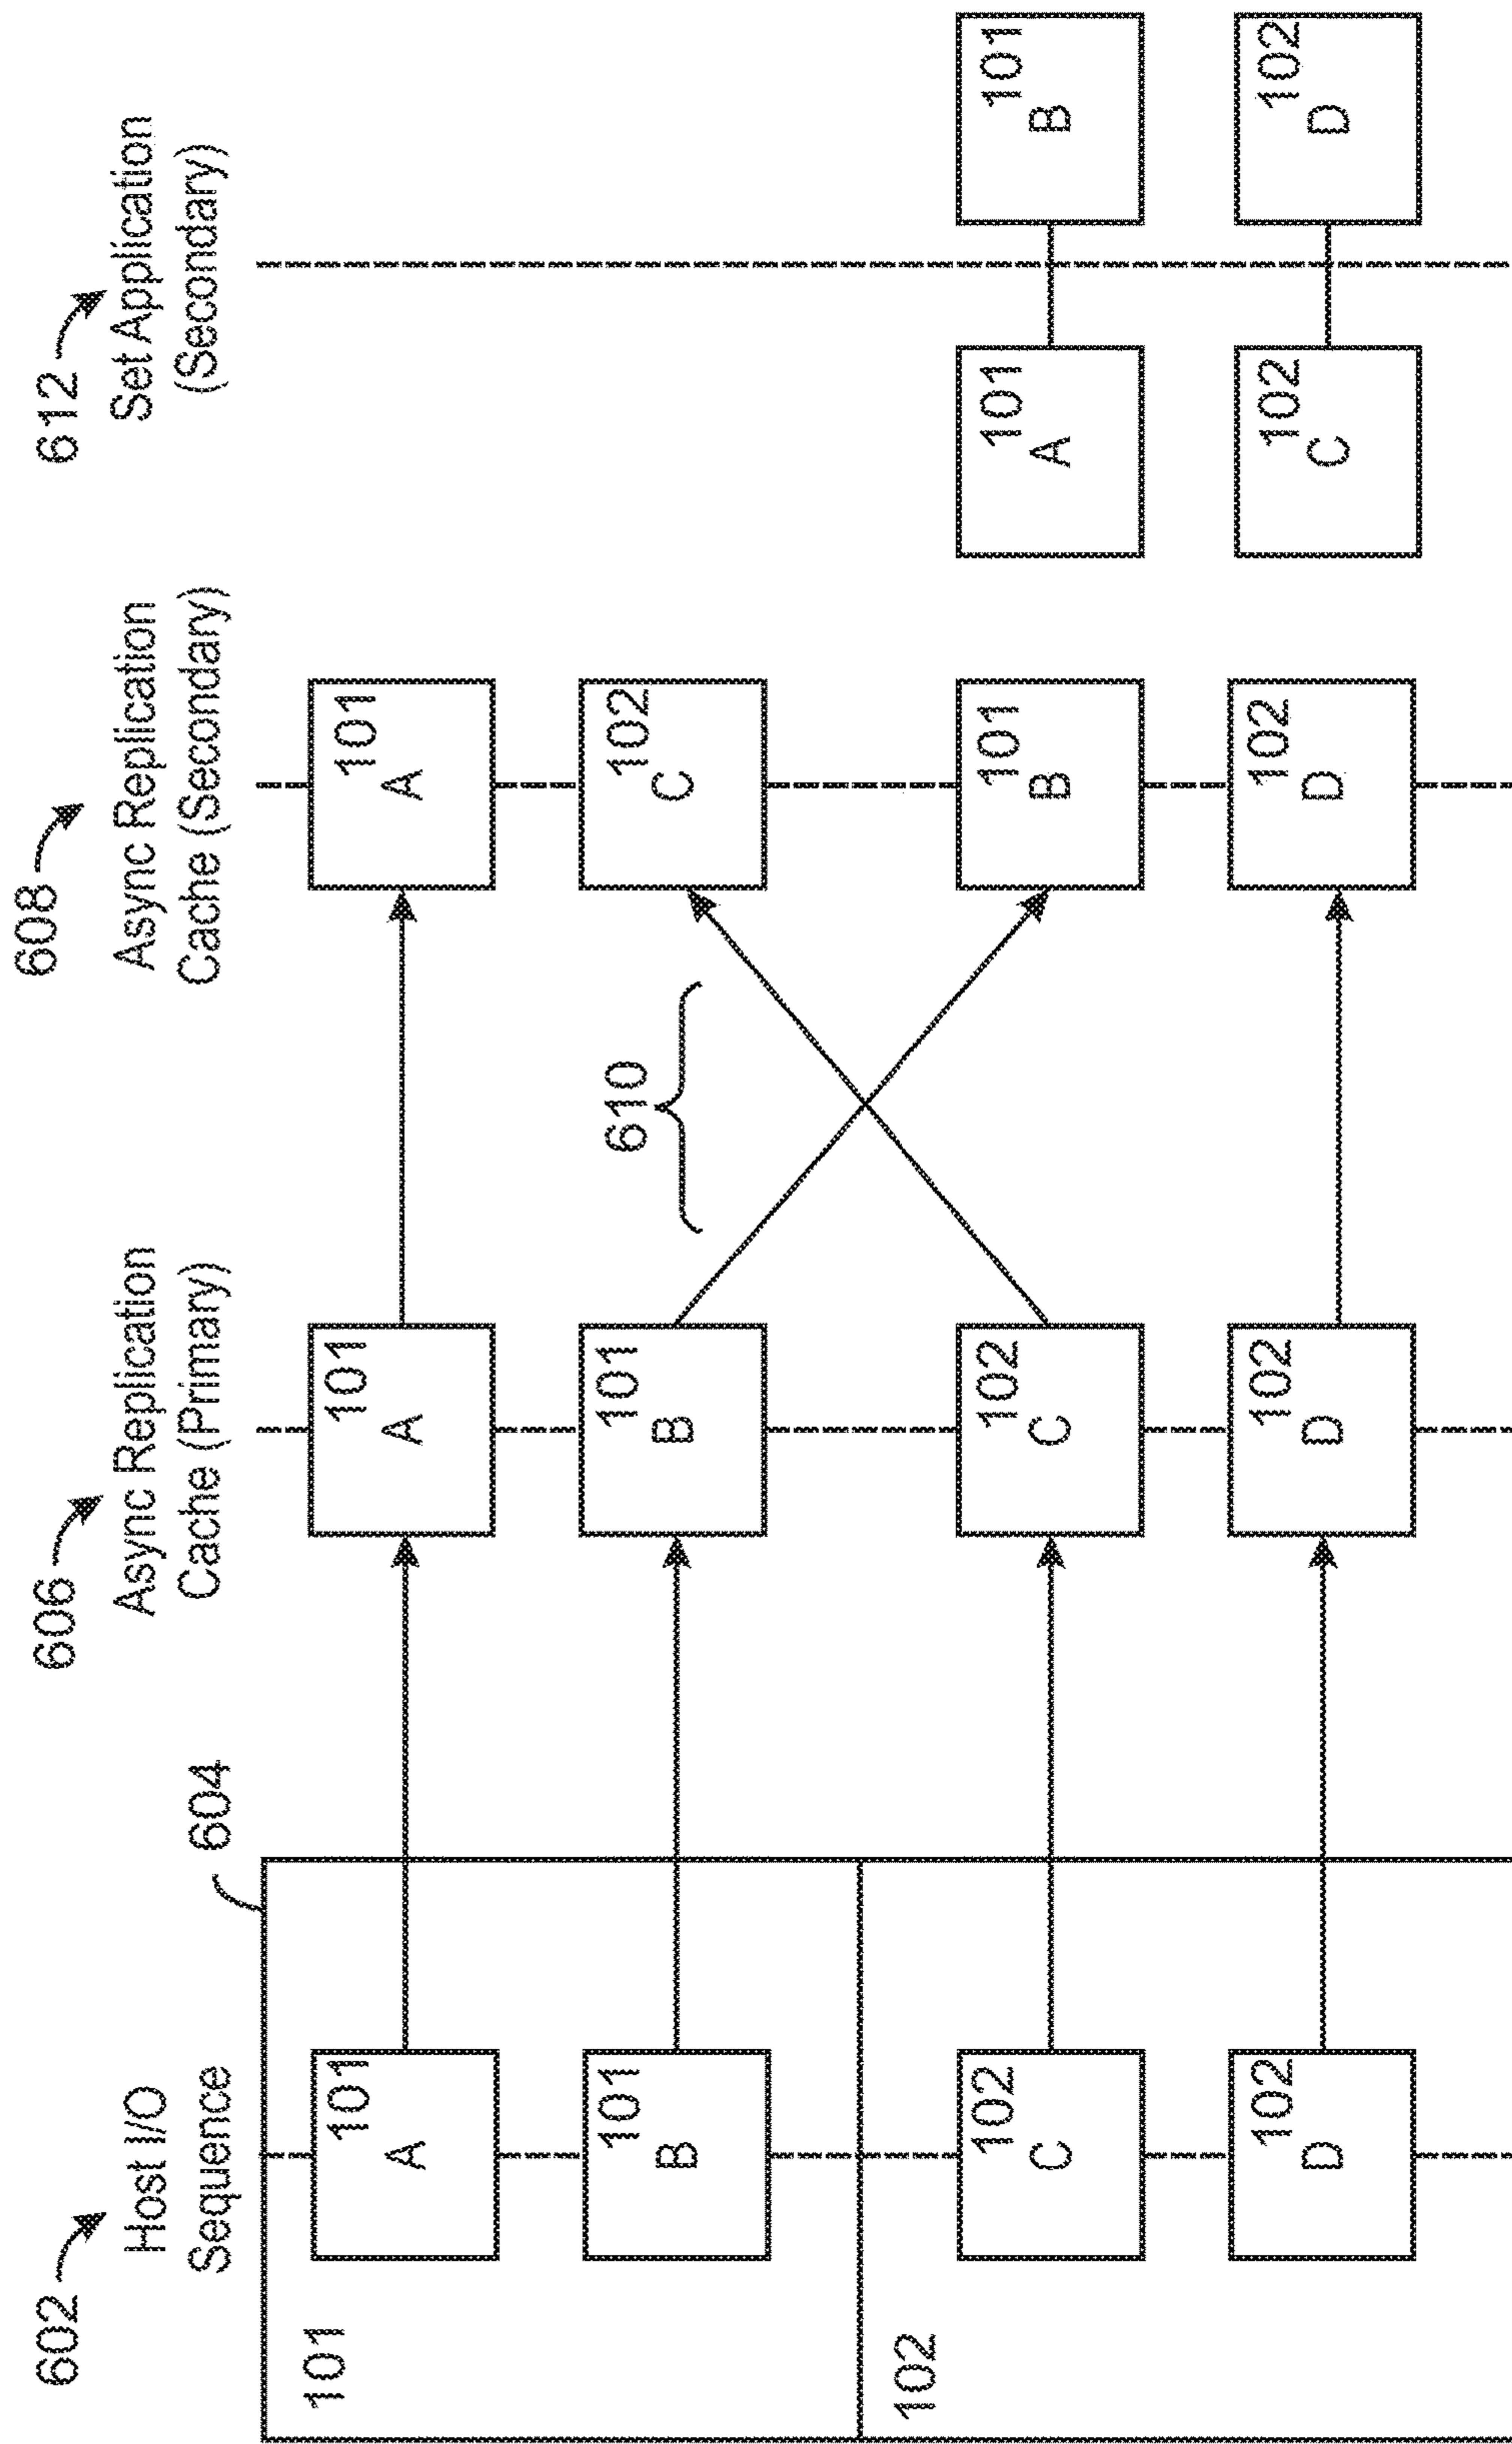 602
606
608
612
Host I/O
Sequence
604
Async Replication
Cache (Primary)
Async Replication
Cache (Secondary)
Set Application
(Secondary)
101
101
A
101
A
101
A
101
B
101
B
610
102
C
102
102
C
102
C
101
B
101
A
101
B
102
D
102
D
102
D
102
C
102
D